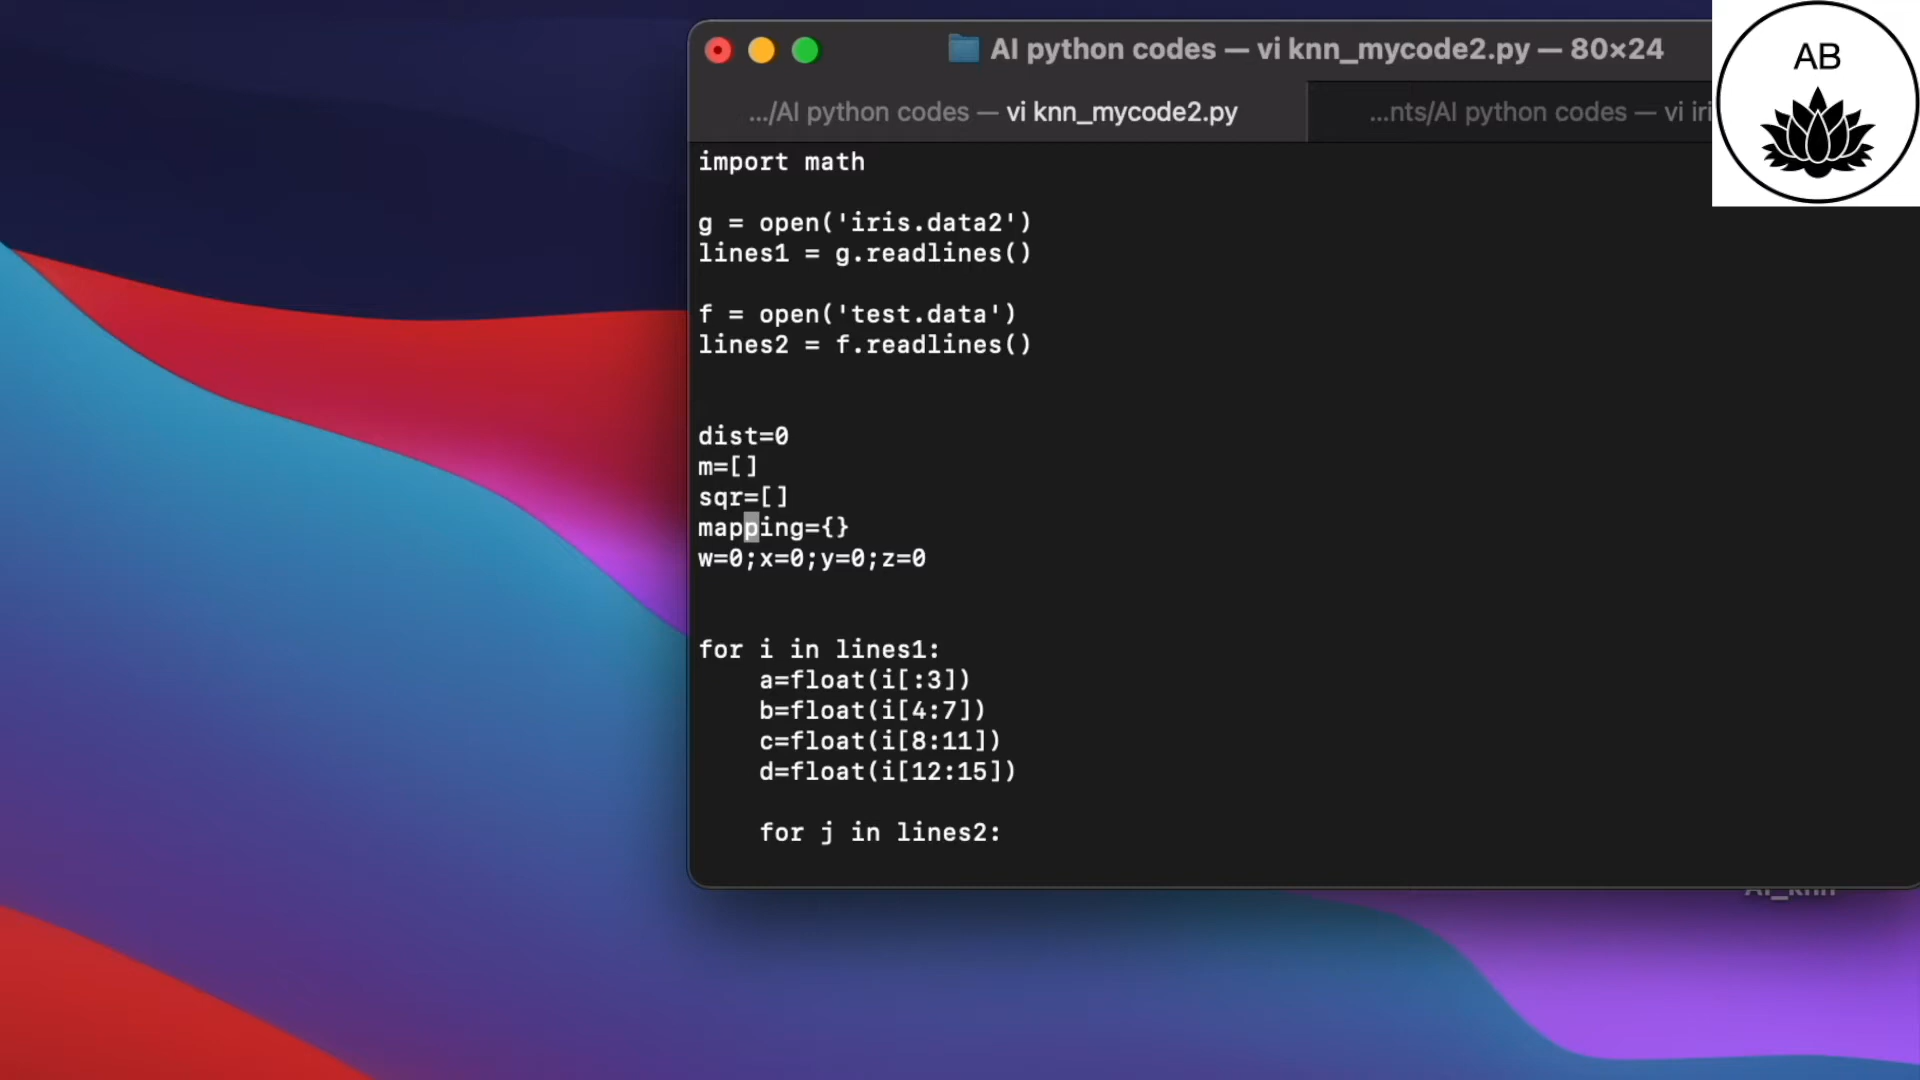 AI python codes — vi knn_mycode2.py — 80×24
AB
.../AI python codes — vi knn_mycode2.py
...nts/AI python codes — vi iri
import math
g = open('iris.data2')
lines1 = g.readlines()
f = open('test.data')
lines2 = f.readlines()
dist=0
m=[]
sqr=[]
mapping={}
w=0;x=0;y=0;z=0
for i in lines1:
    a=float(i[:3])
    b=float(i[4:7])
    c=float(i[8:11])
    d=float(i[12:15])
    for j in lines2:
AI_knn